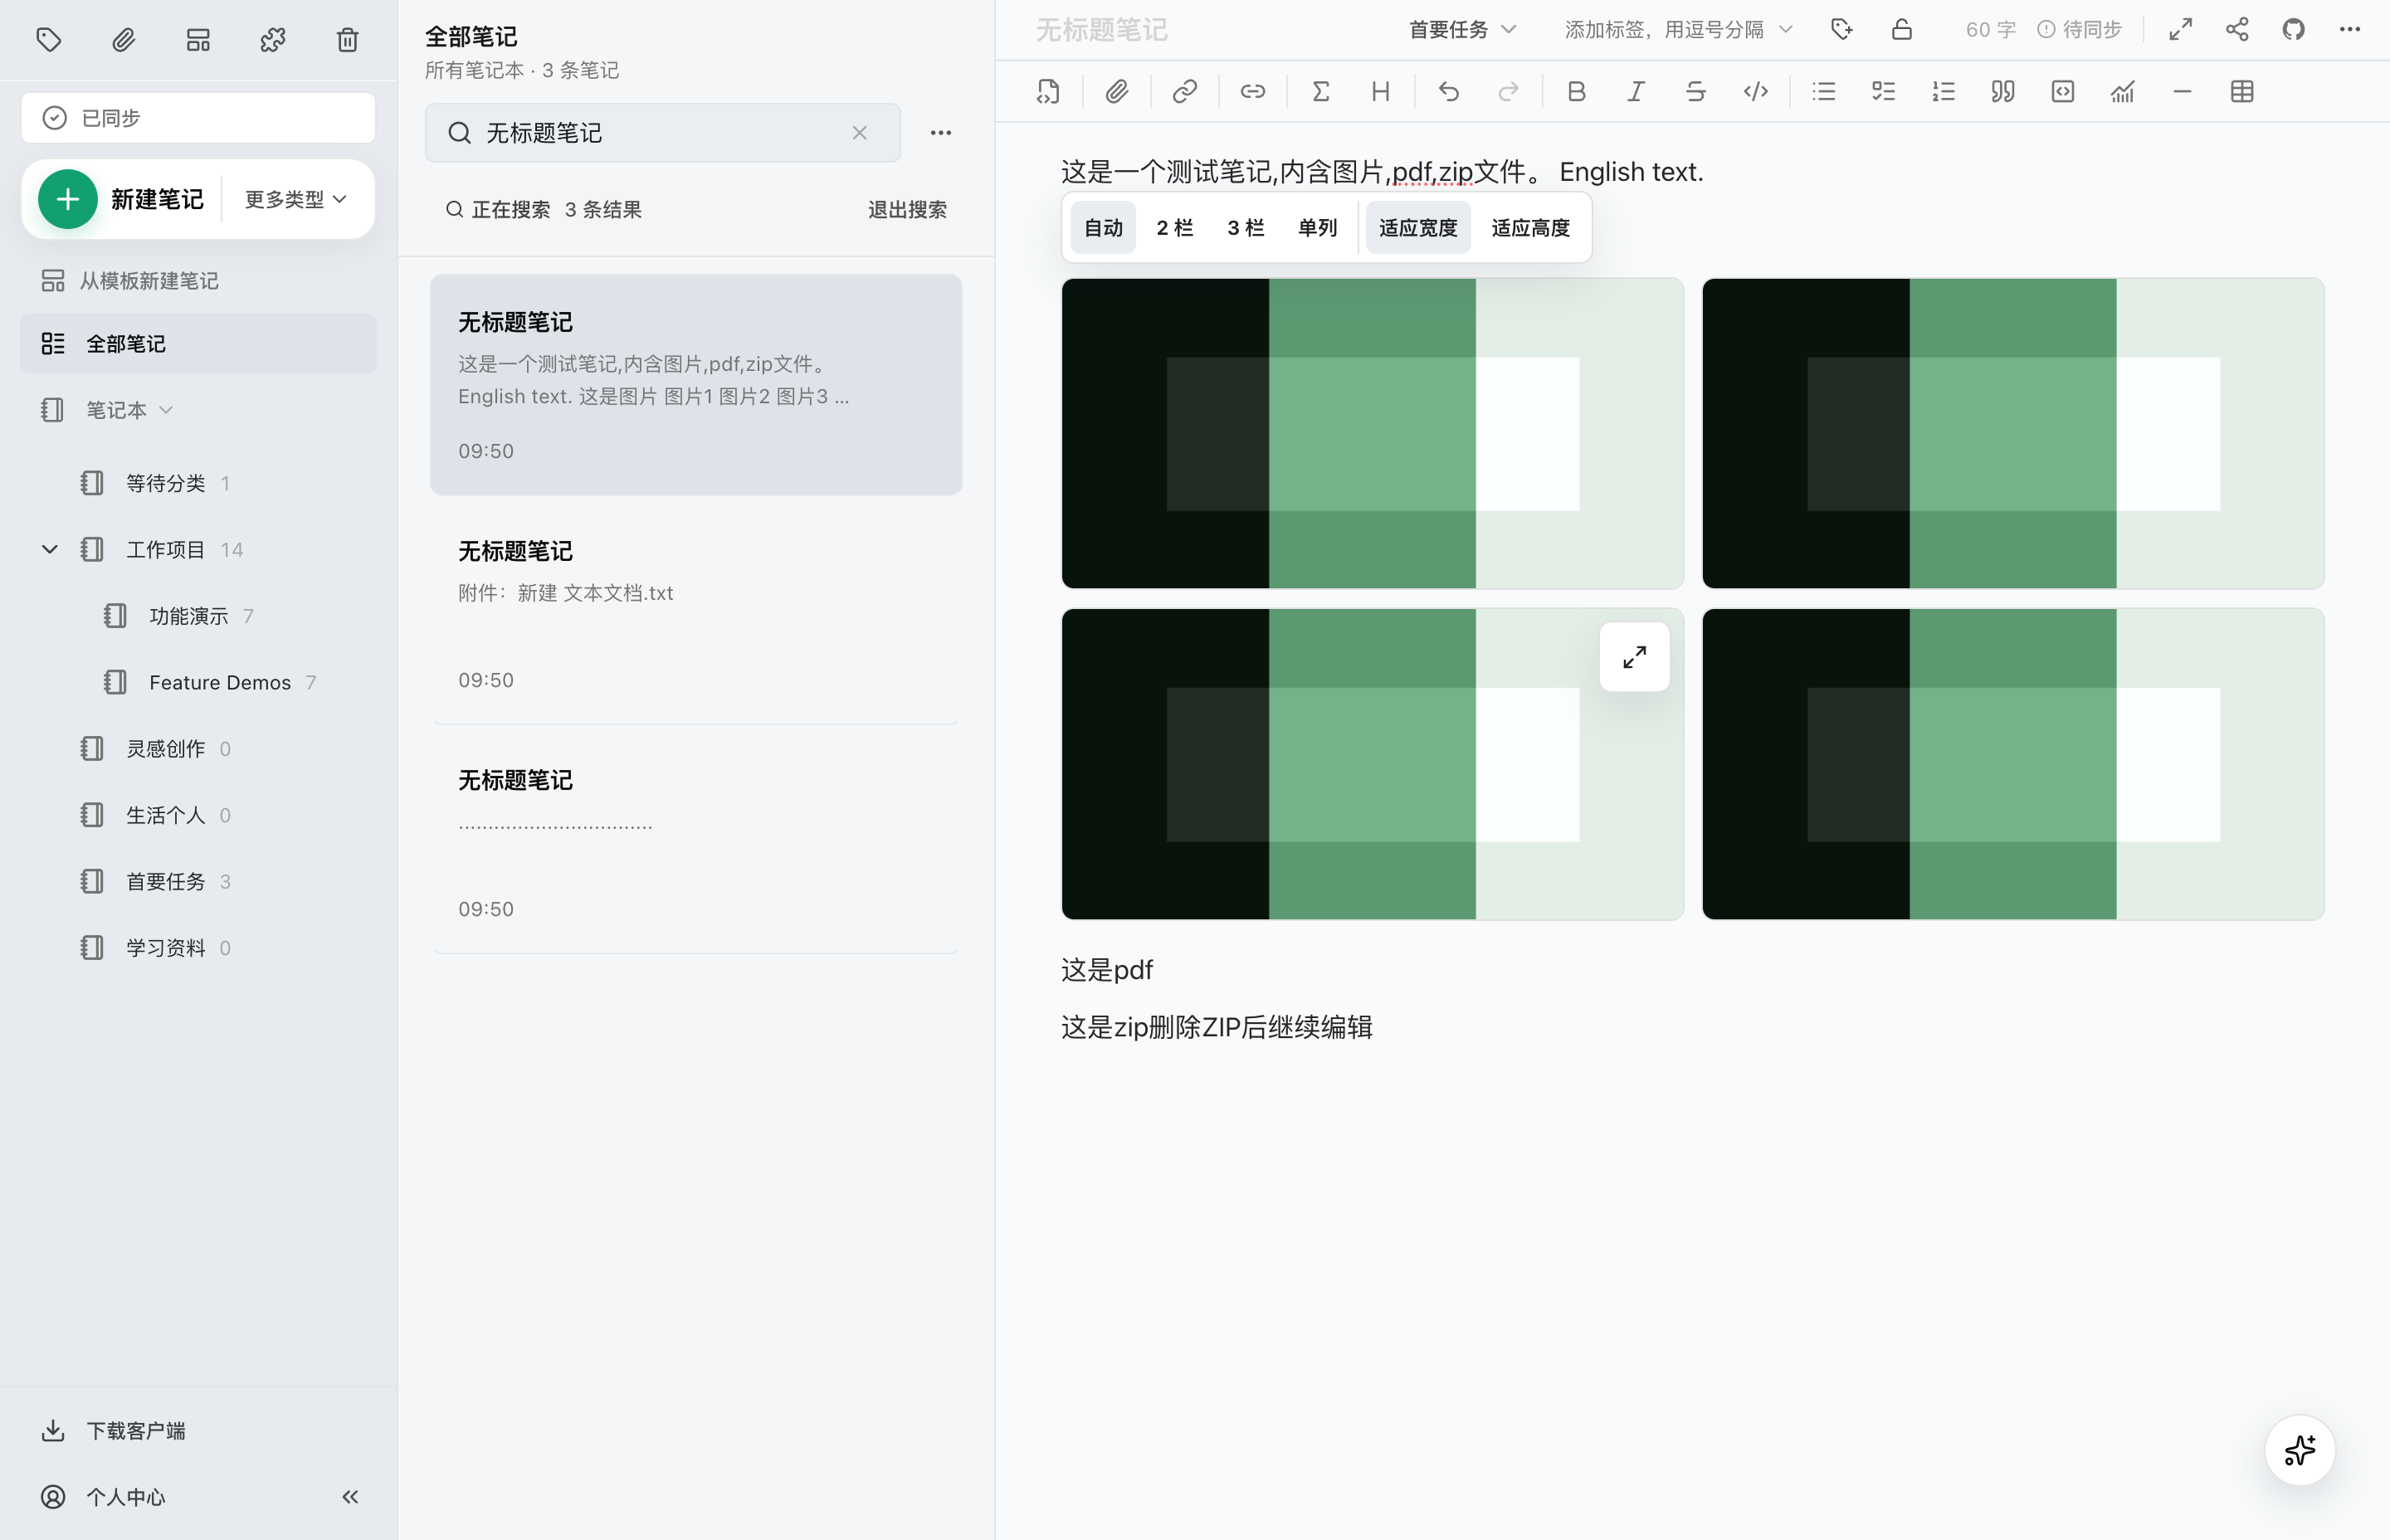 已同步
新建笔记 更多类型
从模板新建笔记
全部笔记
笔记本
等待分类 1
工作项目 14
功能演示 7
Feature Demos 7
灵感创作 0
生活个人 0
首要任务 3
学习资料 0
下载客户端
个人中心
全部笔记
所有笔记本 · 3 条笔记
无标题笔记
正在搜索 3 条结果 退出搜索
无标题笔记
这是一个测试笔记,内含图片,pdf,zip文件。
English text. 这是图片 图片1 图片2 图片3 ...
09:50
无标题笔记
附件：新建 文本文档.txt
09:50
无标题笔记
.................................
09:50
无标题笔记 首要任务 添加标签，用逗号分隔 60 字 待同步
这是一个测试笔记,内含图片,pdf,zip文件。 English text.
自动 2 栏 3 栏 单列 适应宽度 适应高度
这是pdf
这是zip删除ZIP后继续编辑